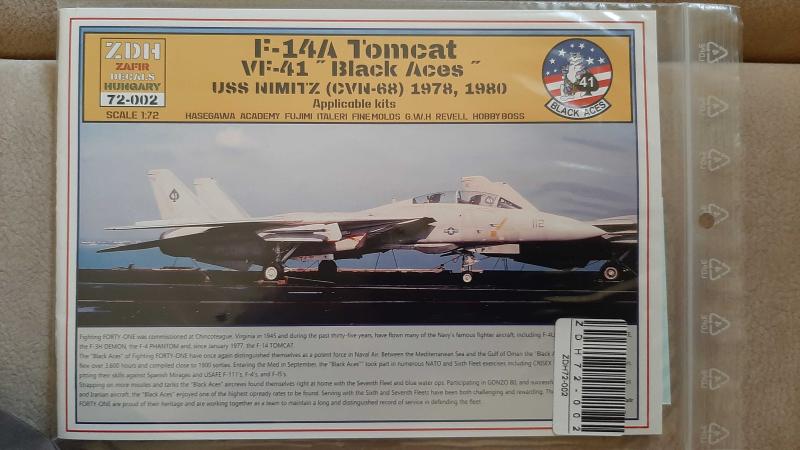 ZDH
ZAFIR
DECALS
HUNGARY
72-002
SCALE 1:72
F-14A Tomcat
VF-41 "Black Aces"
USS NIMITZ (CVN-68) 1978, 1980
Applicable kits
HASEGAWA ACADEMY FUJIMI ITALERI FINEMOLDS G.W.H REVELL HOBBYBOSS
41
BLACK ACES
112
Fighting FORTY-ONE was commissioned at Chincoteague, Virginia in 1945 and during the past thirty-five years, have flown many of the Navy's famous fighter aircraft, including F-4U
the F-3H DEMON, the F-4 PHANTOM and, since January 1977, the F-14 TOMCAT.
The "Black Aces" of Fighting FORTY-ONE have once again distinguished themselves as a potent force in Naval Air. Between the Mediterranean Sea and the Gulf of Oman the "Black
flew over 3.600 hours and compiled close to 1900 sorties. Entering the Med in September, the "Black Aces"' took part in numerous NATO and Sixth Fleet exercises including CRISEX
pitting their skills against Spanish Mirages and USAFE F-111's, F-4's, and F-15's
Strapping on more missiles and tanks the "Black Aces" aircrews found themselves right at home with the Seventh Fleet and blue water ops. Participating in GONZO 80, and
and Iranian aircraft, the "Black Aces" enjoyed one of the highest opready rates to be found. Serving with the Sixth and Seventh Fleets have been both challenging and rewarding.
FORTY-ONE are proud of their heritage and are working together as a team to maintain a long and distinguished record of service in defending the fleet.
ZDH72-002
ZDH72-002